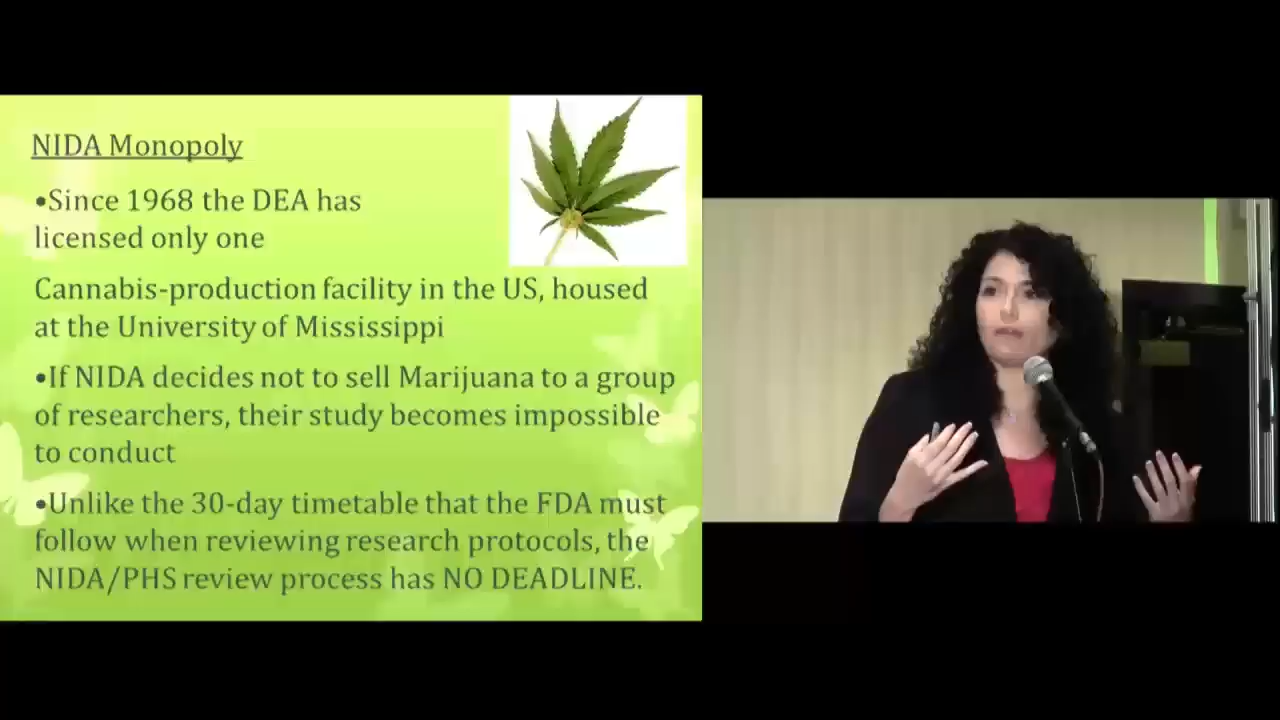 NIDA Monopoly
•Since 1968 the DEA has
licensed only one
Cannabis-production facility in the US, housed
at the University of Mississippi
•If NIDA decides not to sell Marijuana to a group
of researchers, their study becomes impossible
to conduct
•Unlike the 30-day timetable that the FDA must
follow when reviewing research protocols, the
NIDA/PHS review process has NO DEADLINE.